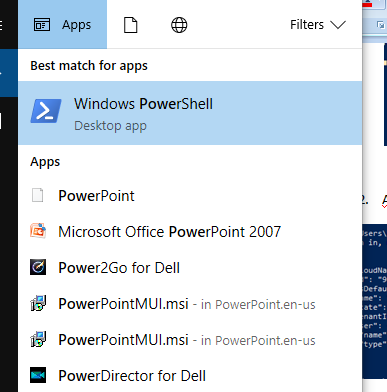 Apps
Filters
Best match for apps
Windows PowerShell
Desktop app
Apps
PowerPoint
Microsoft Office PowerPoint 2007
Power2Go for Dell
PowerPointMUI.msi - in PowerPoint.en-us
PowerPointMUI.msi - in PowerPoint.en-us
PowerDirector for Dell